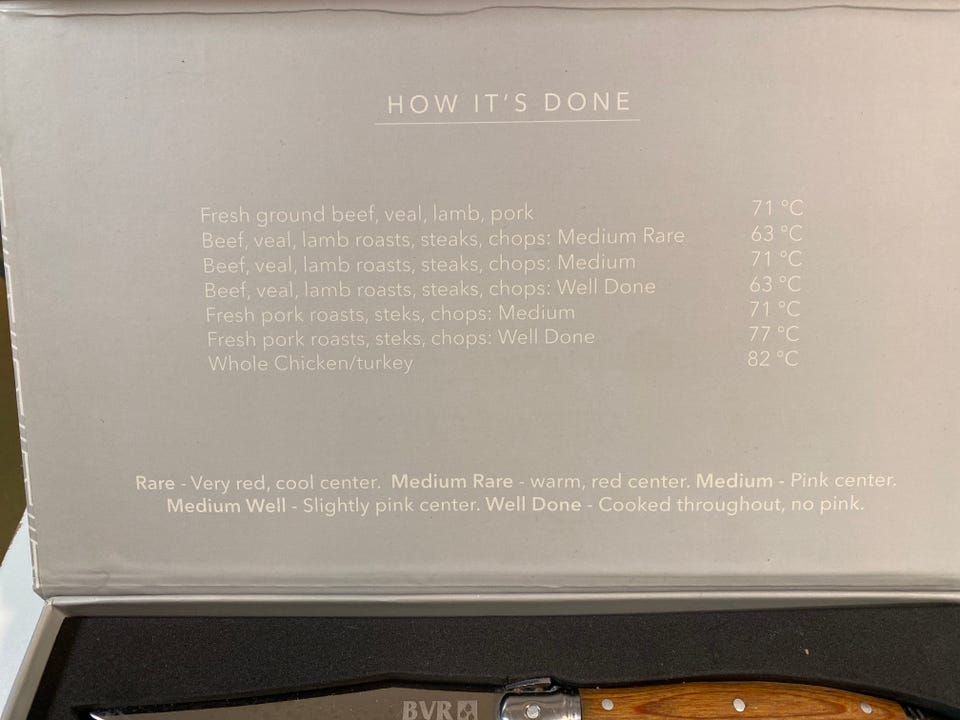 HOW IT'S DONE
Fresh ground beef, veal, lamb, pork 71 °C
Beef, veal, lamb roasts, steaks, chops: Medium Rare 63 °C
Beef, veal, lamb roasts, steaks, chops: Medium 71 °C
Beef, veal, lamb roasts, steaks, chops: Well Done 63 °C
Fresh pork roasts, steks, chops: Medium 71 °C
Fresh pork roasts, steks, chops: Well Done 77 °C
Whole Chicken/turkey 82 °C
Rare - Very red, cool center. Medium Rare - warm, red center. Medium - Pink center.
Medium Well - Slightly pink center. Well Done - Cooked throughout, no pink.
BVR